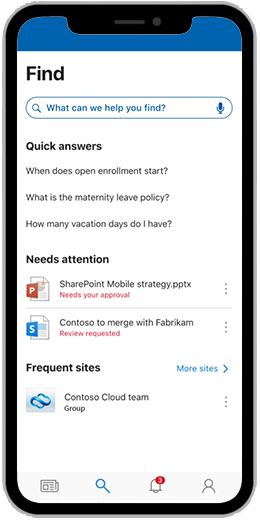 Find
What can we help you find?
Quick answers
When does open enrollment start?
What is the maternity leave policy?
How many vacation days do I have?
Needs attention
SharePoint Mobile strategy.pptx
Needs your approval
Contoso to merge with Fabrikam
Review requested
Frequent sites
More sites
Contoso Cloud team
Group
3